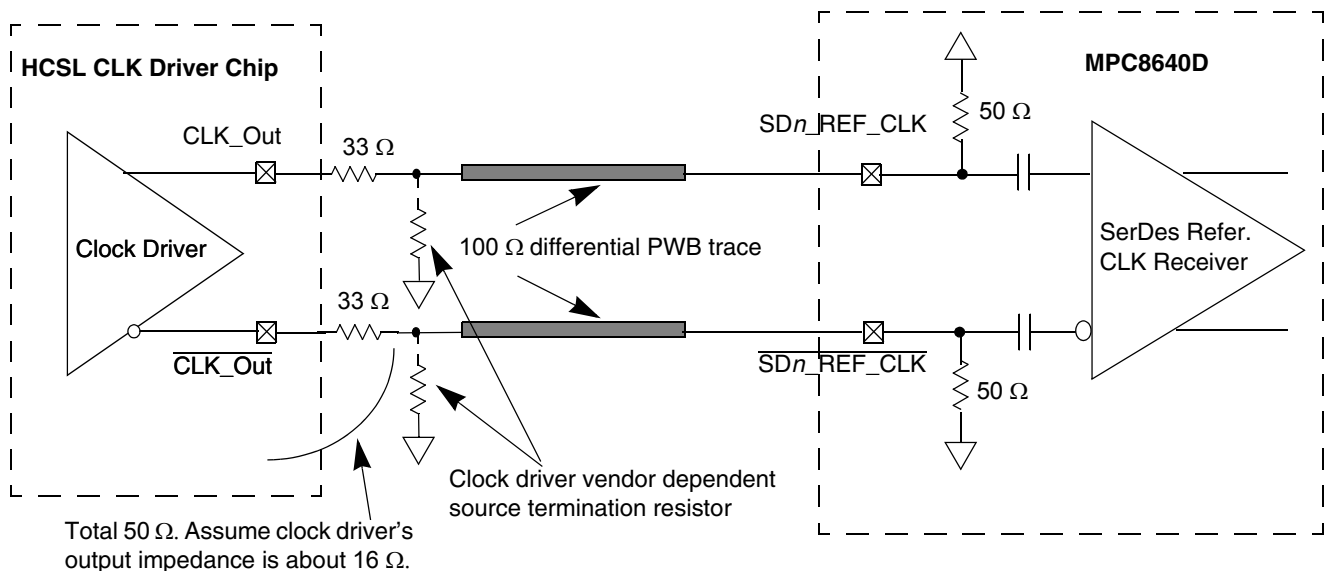 HCSL CLK Driver Chip
MPC8640D
CLK_Out
33 Ω
SDn_REF_CLK
50 Ω
Clock Driver
100 Ω differential PWB trace
SerDes Refer.
CLK Receiver
33 Ω
CLK_Out
SDn_REF_CLK
50 Ω
Clock driver vendor dependent
source termination resistor
Total 50 Ω. Assume clock driver's
output impedance is about 16 Ω.